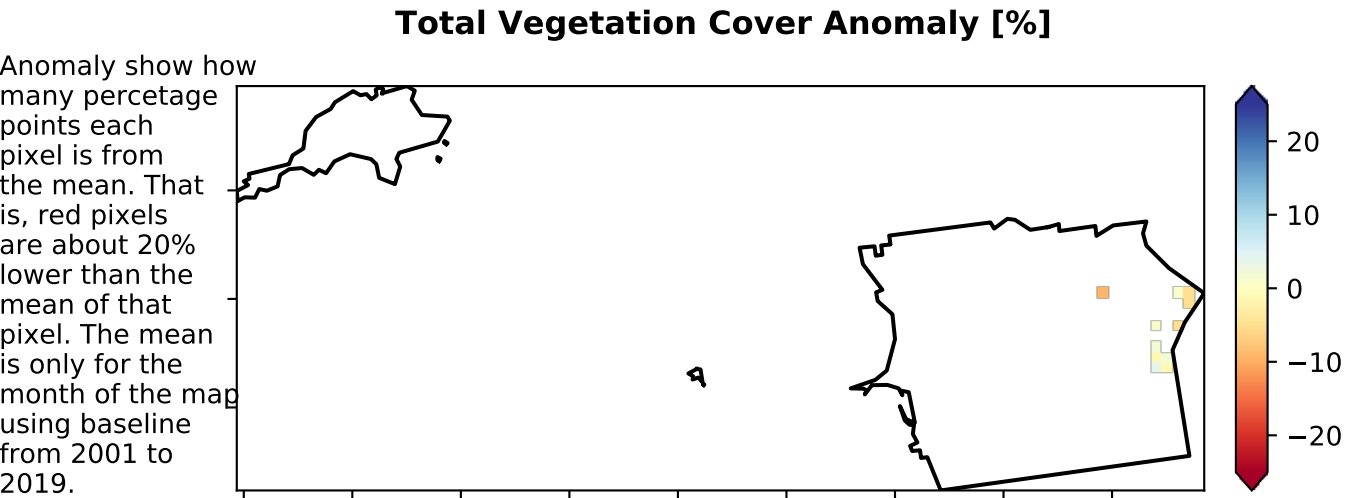 Total Vegetation Cover Anomaly [%]
Anomaly show how
many percetage
points each
pixel is from
the mean. That
is, red pixels
are about 20%
lower than the
mean of that
pixel. The mean
is only for the
month of the map
using baseline
from 2001 to
2019.
20
10
0
−10
−20